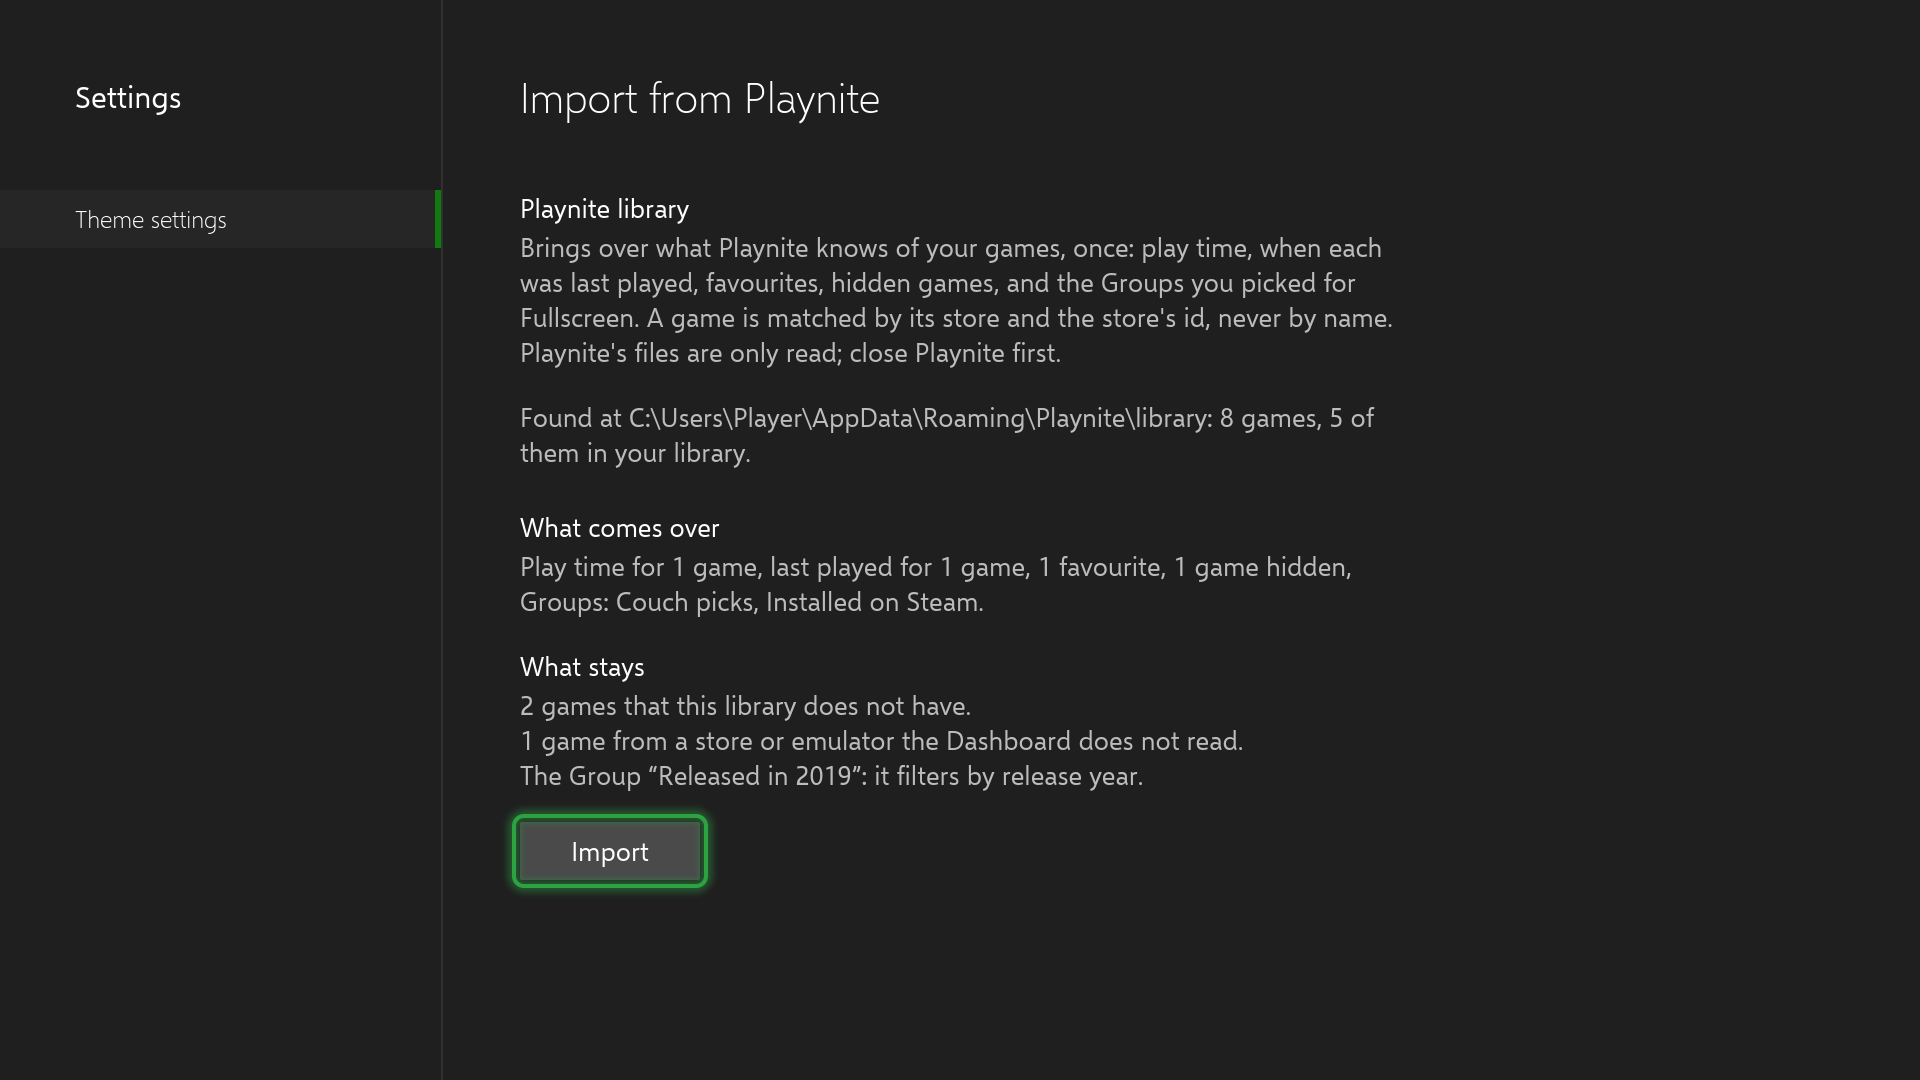 Settings
Theme settings
Import from Playnite
Playnite library
Brings over what Playnite knows of your games, once: play time, when each
was last played, favourites, hidden games, and the Groups you picked for
Fullscreen. A game is matched by its store and the store's id, never by name.
Playnite's files are only read; close Playnite first.
Found at C:\Users\Player\AppData\Roaming\Playnite\library: 8 games, 5 of
them in your library.
What comes over
Play time for 1 game, last played for 1 game, 1 favourite, 1 game hidden,
Groups: Couch picks, Installed on Steam.
What stays
2 games that this library does not have.
1 game from a store or emulator the Dashboard does not read.
The Group “Released in 2019”: it filters by release year.
Import